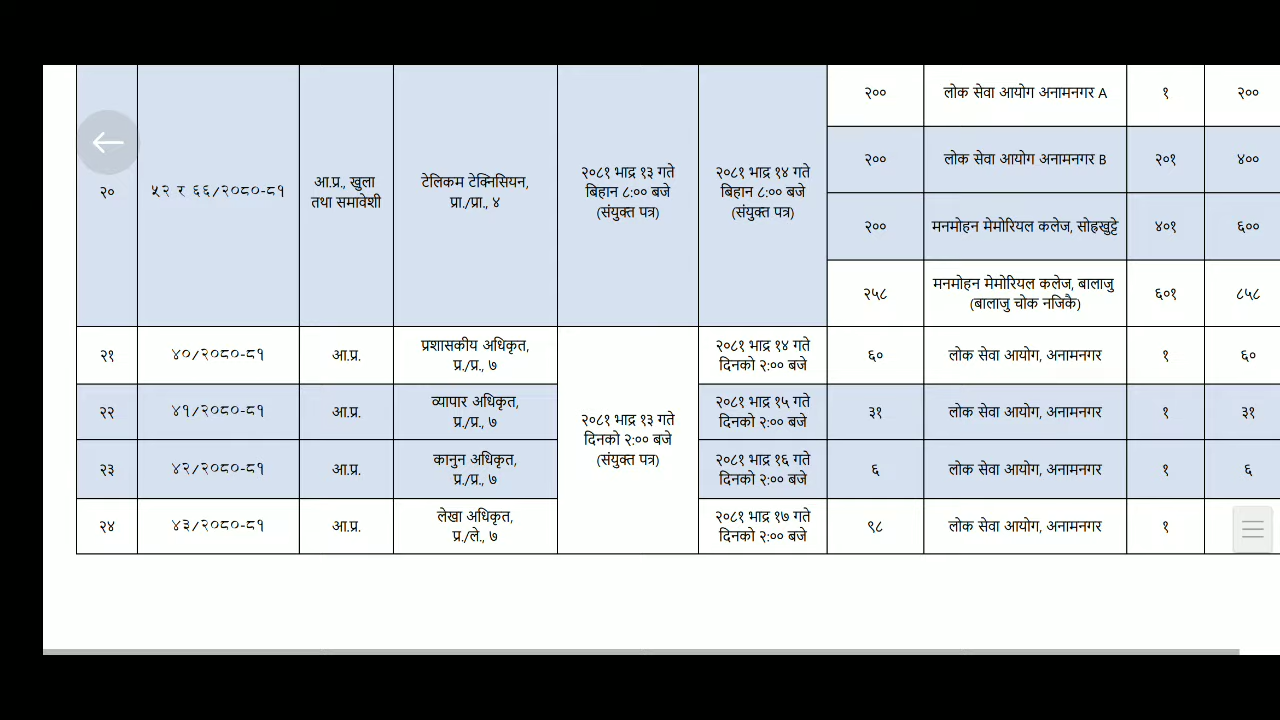 २०० लोक सेवा आयोग अनामनगर A १ २००
२०० लोक सेवा आयोग अनामनगर B २०१ ४००
२० ५२ र ६६/२०८०-८१ आ.प्र., खुला तथा समावेशी टेलिकम टेक्निसियन, प्रा./प्रा., ४ २०८१ भाद्र १३ गते बिहान ८:०० बजे (संयुक्त पत्र) २०८१ भाद्र १४ गते बिहान ८:०० बजे (संयुक्त पत्र)
२०० मनमोहन मेमोरियल कलेज, सोह्रखुट्टे ४०१ ६००
२५८ मनमोहन मेमोरियल कलेज, बालाजु (बालाजु चोक नजिकै) ६०१ ८५८
२१ ४०/२०८०-८१ आ.प्र. प्रशासकीय अधिकृत, प्र./प्र., ७ २०८१ भाद्र १४ गते दिनको २:०० बजे ६० लोक सेवा आयोग, अनामनगर १ ६०
२२ ४१/२०८०-८१ आ.प्र. व्यापार अधिकृत, प्र./प्र., ७ २०८१ भाद्र १३ गते दिनको २:०० बजे (संयुक्त पत्र) २०८१ भाद्र १५ गते दिनको २:०० बजे ३१ लोक सेवा आयोग, अनामनगर १ ३१
२३ ४२/२०८०-८१ आ.प्र. कानुन अधिकृत, प्र./प्र., ७ २०८१ भाद्र १६ गते दिनको २:०० बजे ६ लोक सेवा आयोग, अनामनगर १ ६
२४ ४३/२०८०-८१ आ.प्र. लेखा अधिकृत, प्र./ले., ७ २०८१ भाद्र १७ गते दिनको २:०० बजे ९८ लोक सेवा आयोग, अनामनगर १